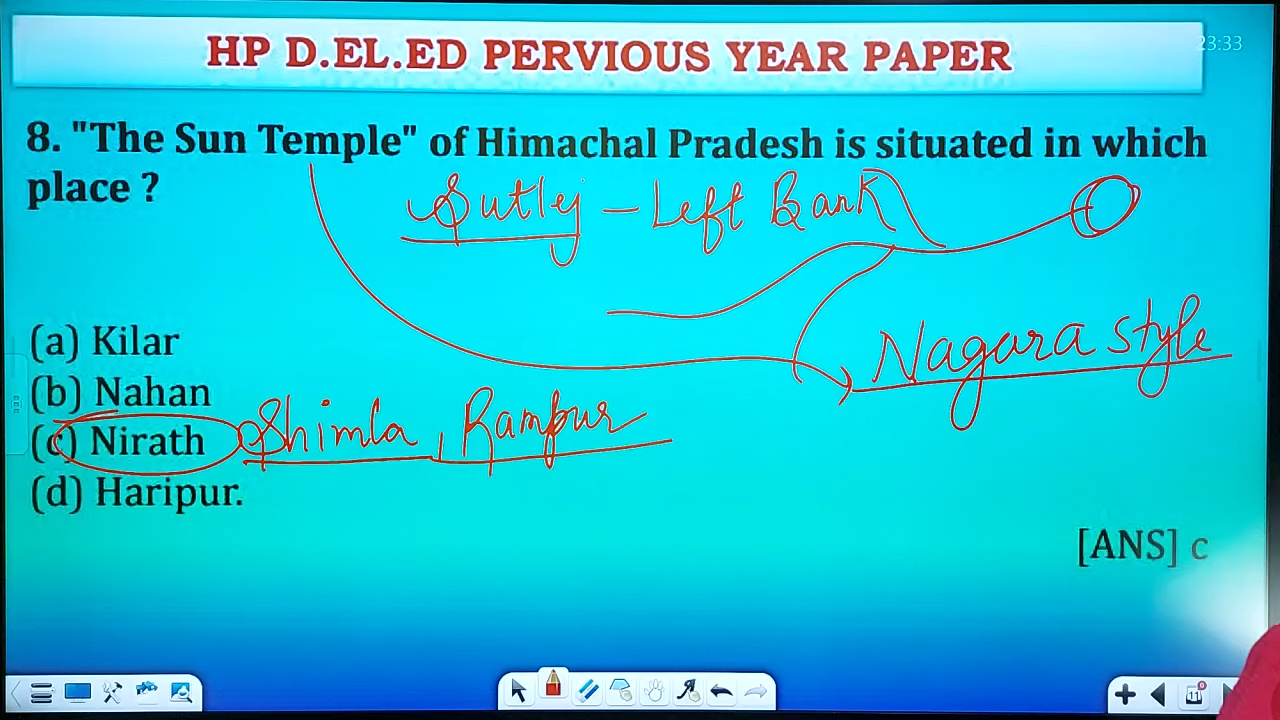 HP D.EL.ED PERVIOUS YEAR PAPER
23:33
8. "The Sun Temple" of Himachal Pradesh is situated in which
place ?
Sutlej - Left Bank
Nagara style
(a) Kilar
(b) Nahan
(c) Nirath Shimla, Rampur
(d) Haripur.
[ANS] c
11